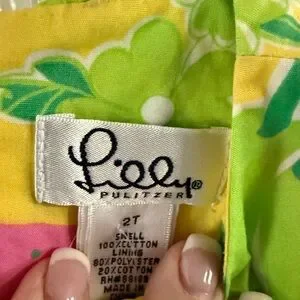 Lilly®
PULITZER
2T
SHELL
100%COTTON
LINING
80%POLYESTER
20%COTTON
MADE IN